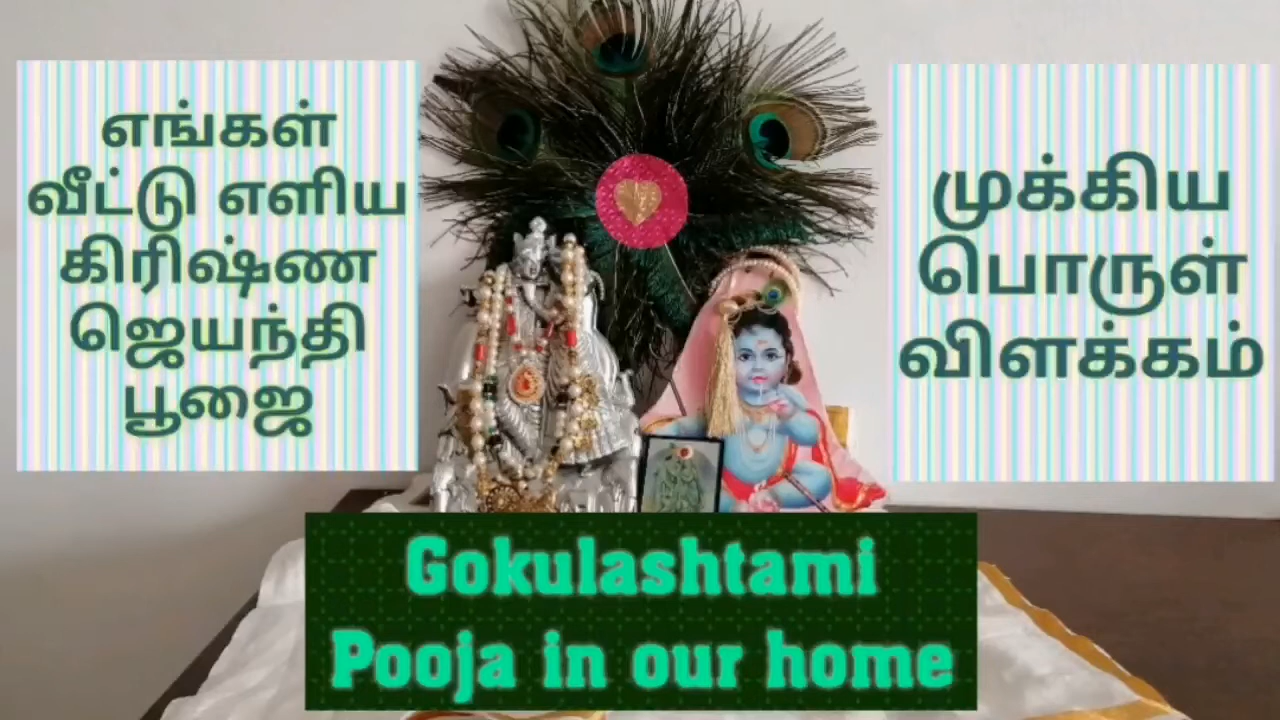 எங்கள்
வீட்டு எளிய
கிரிஷ்ண
ஜெயந்தி
பூஜை
முக்கிய
பொருள்
விளக்கம்
Gokulashtami
Pooja in our home